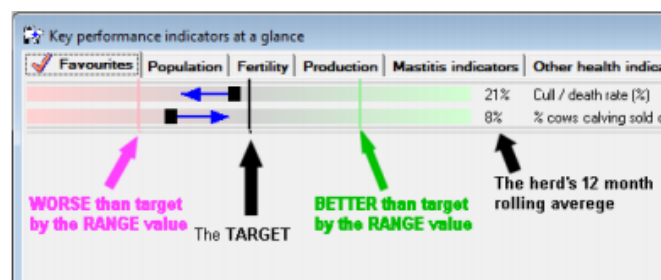 Key performance indicators at a glance
Favourites Population Fertility Production Mastitis indicators Other health indica
21% Cull / death rate (%)
8% % cows calving sold
WORSE than target
by the RANGE value
The TARGET
BETTER than target
by the RANGE value
The herd's 12 month
rolling averege